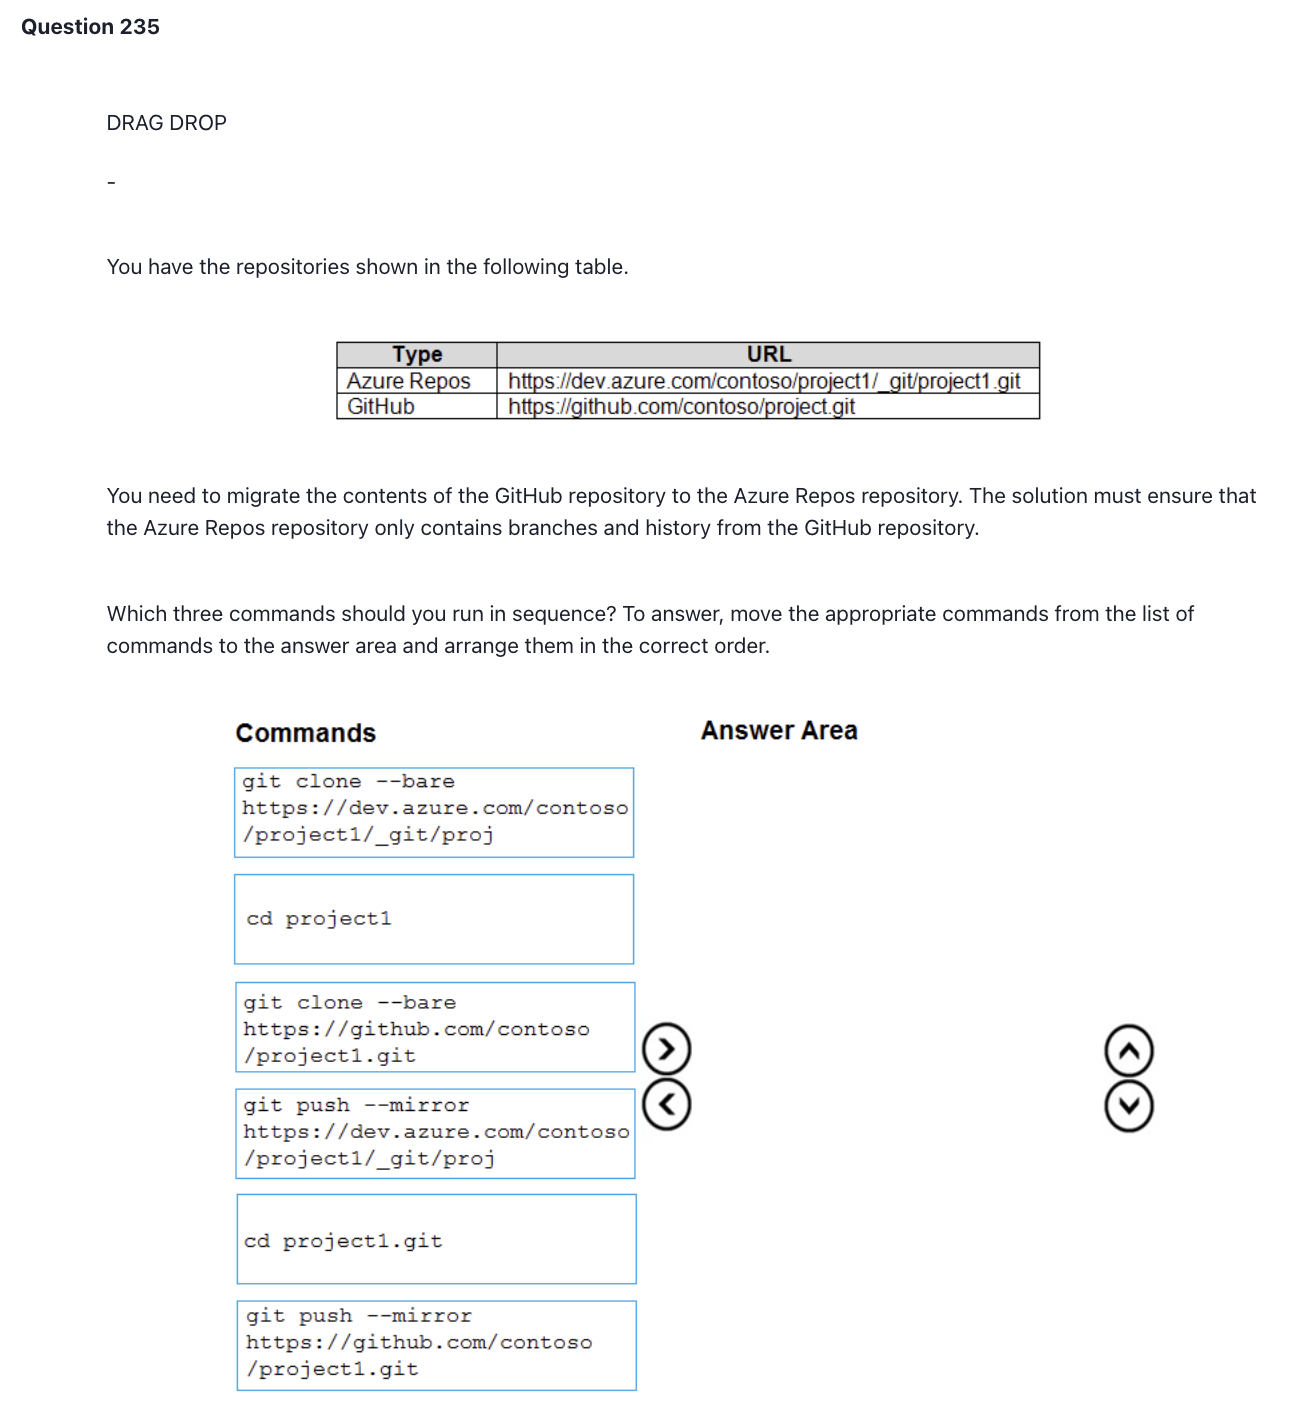 Question 235
DRAG DROP
-
You have the repositories shown in the following table.
Type URL
Azure Repos https://dev.azure.com/contoso/project1/_git/project1.git
GitHub https://github.com/contoso/project.git
You need to migrate the contents of the GitHub repository to the Azure Repos repository. The solution must ensure that
the Azure Repos repository only contains branches and history from the GitHub repository.
Which three commands should you run in sequence? To answer, move the appropriate commands from the list of
commands to the answer area and arrange them in the correct order.
Commands
Answer Area
git clone --bare
https://dev.azure.com/contoso
/project1/_git/proj
cd project1
git clone --bare
https://github.com/contoso
/project1.git
git push --mirror
https://dev.azure.com/contoso
/project1/_git/proj
cd project1.git
git push --mirror
https://github.com/contoso
/project1.git